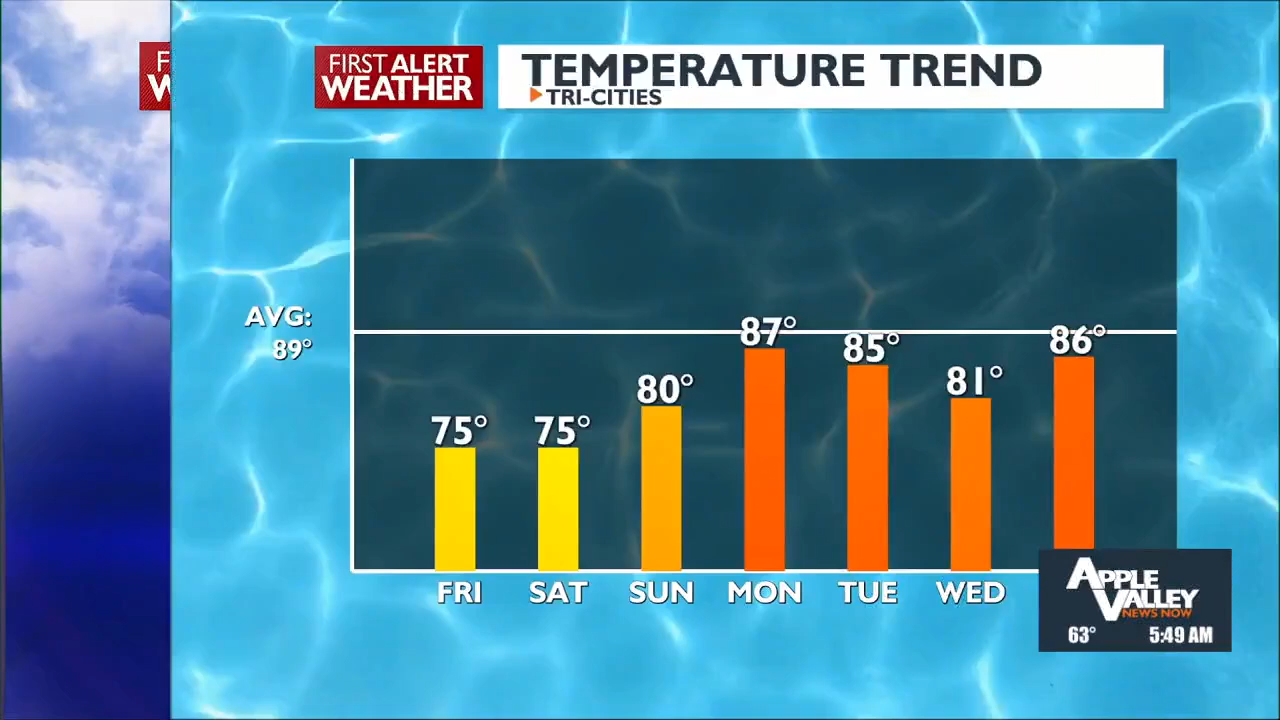 F
W
FIRST ALERT
WEATHER
TEMPERATURE TREND
TRI-CITIES
AVG:
89°
75°
75°
80°
87°
85°
81°
86°
FRI
SAT
SUN
MON
TUE
WED
APPLE
VALLEY
NEWS NOW
63°
5:49 AM